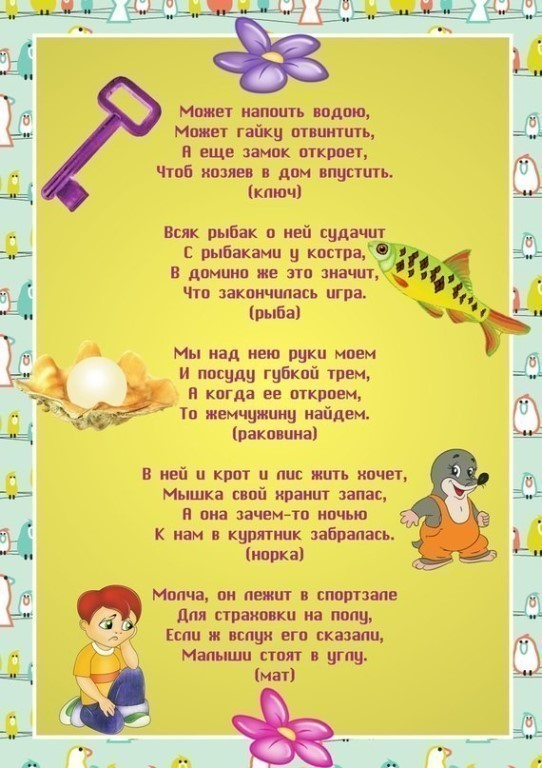 Может напоить водою,
Может гайку отвинтить,
А еще замок откроет,
Чтоб хозяев в дом впустить.
(ключ)
Всяк рыбак о ней судачит
С рыбаками у костра,
В домино же это значит,
Что закончилась игра.
(рыба)
Мы над нею руки моем
И посуду губкой трем,
А когда ее откроем,
То жемчужину найдем.
(раковина)
В ней и крот и лис жить хочет,
Мышка свой хранит запас,
А она зачем-то ночью
К нам в курятник забралась.
(норка)
Молча, он лежит в спортзале
Для страховки на полу,
Если ж вслух его сказали,
Малыши стоят в углу.
(мат)